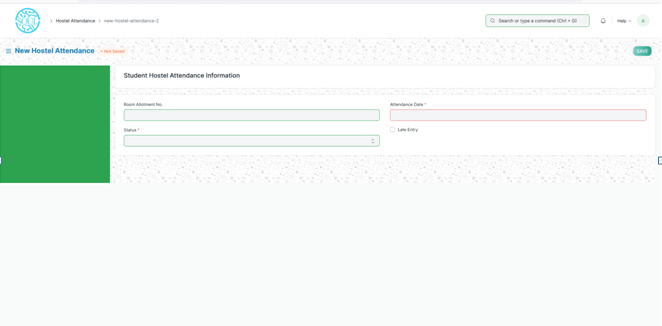 Hostel Attendance
new-hostel-attendance-2
Search or type a command (Ctrl + G)
Help
A
New Hostel Attendance
Not Saved
SAVE
Student Hostel Attendance Information
Room Allotment No.
Attendance Date *
Status *
Late Entry